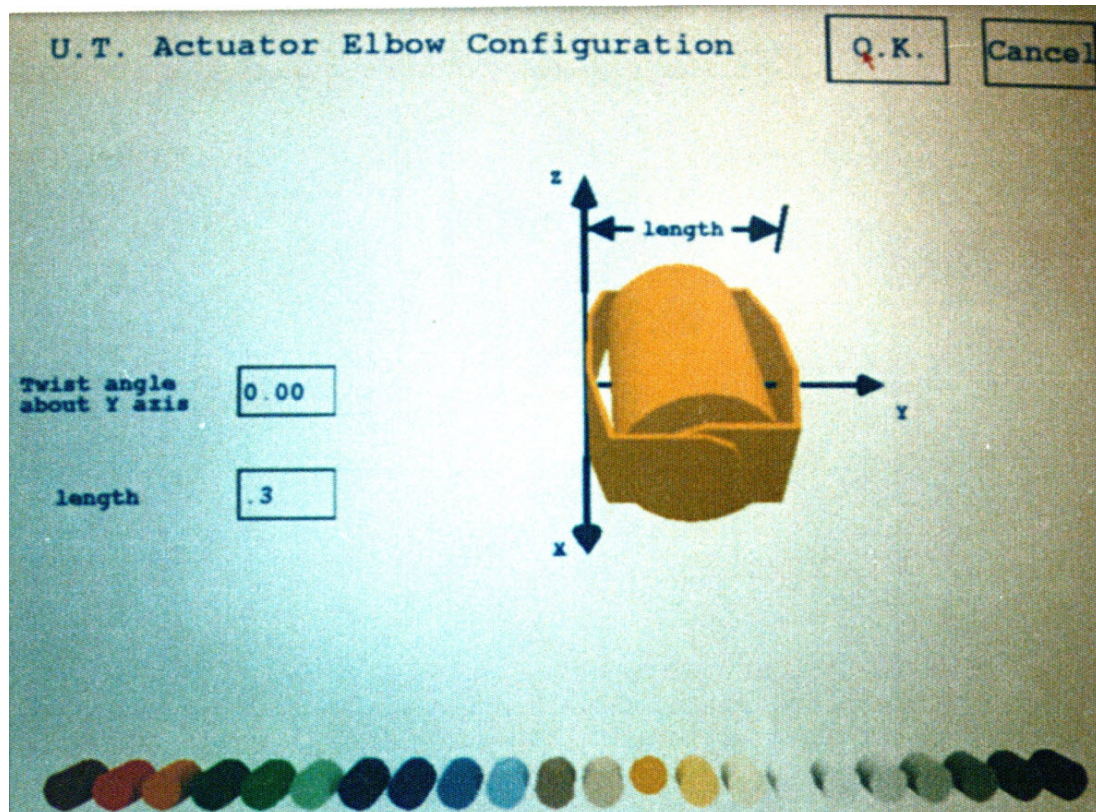 U.T. Actuator Elbow Configuration
O.K.
Cancel
Z
length
Twist angle
about Y axis
0.00
Y
length
.3
X